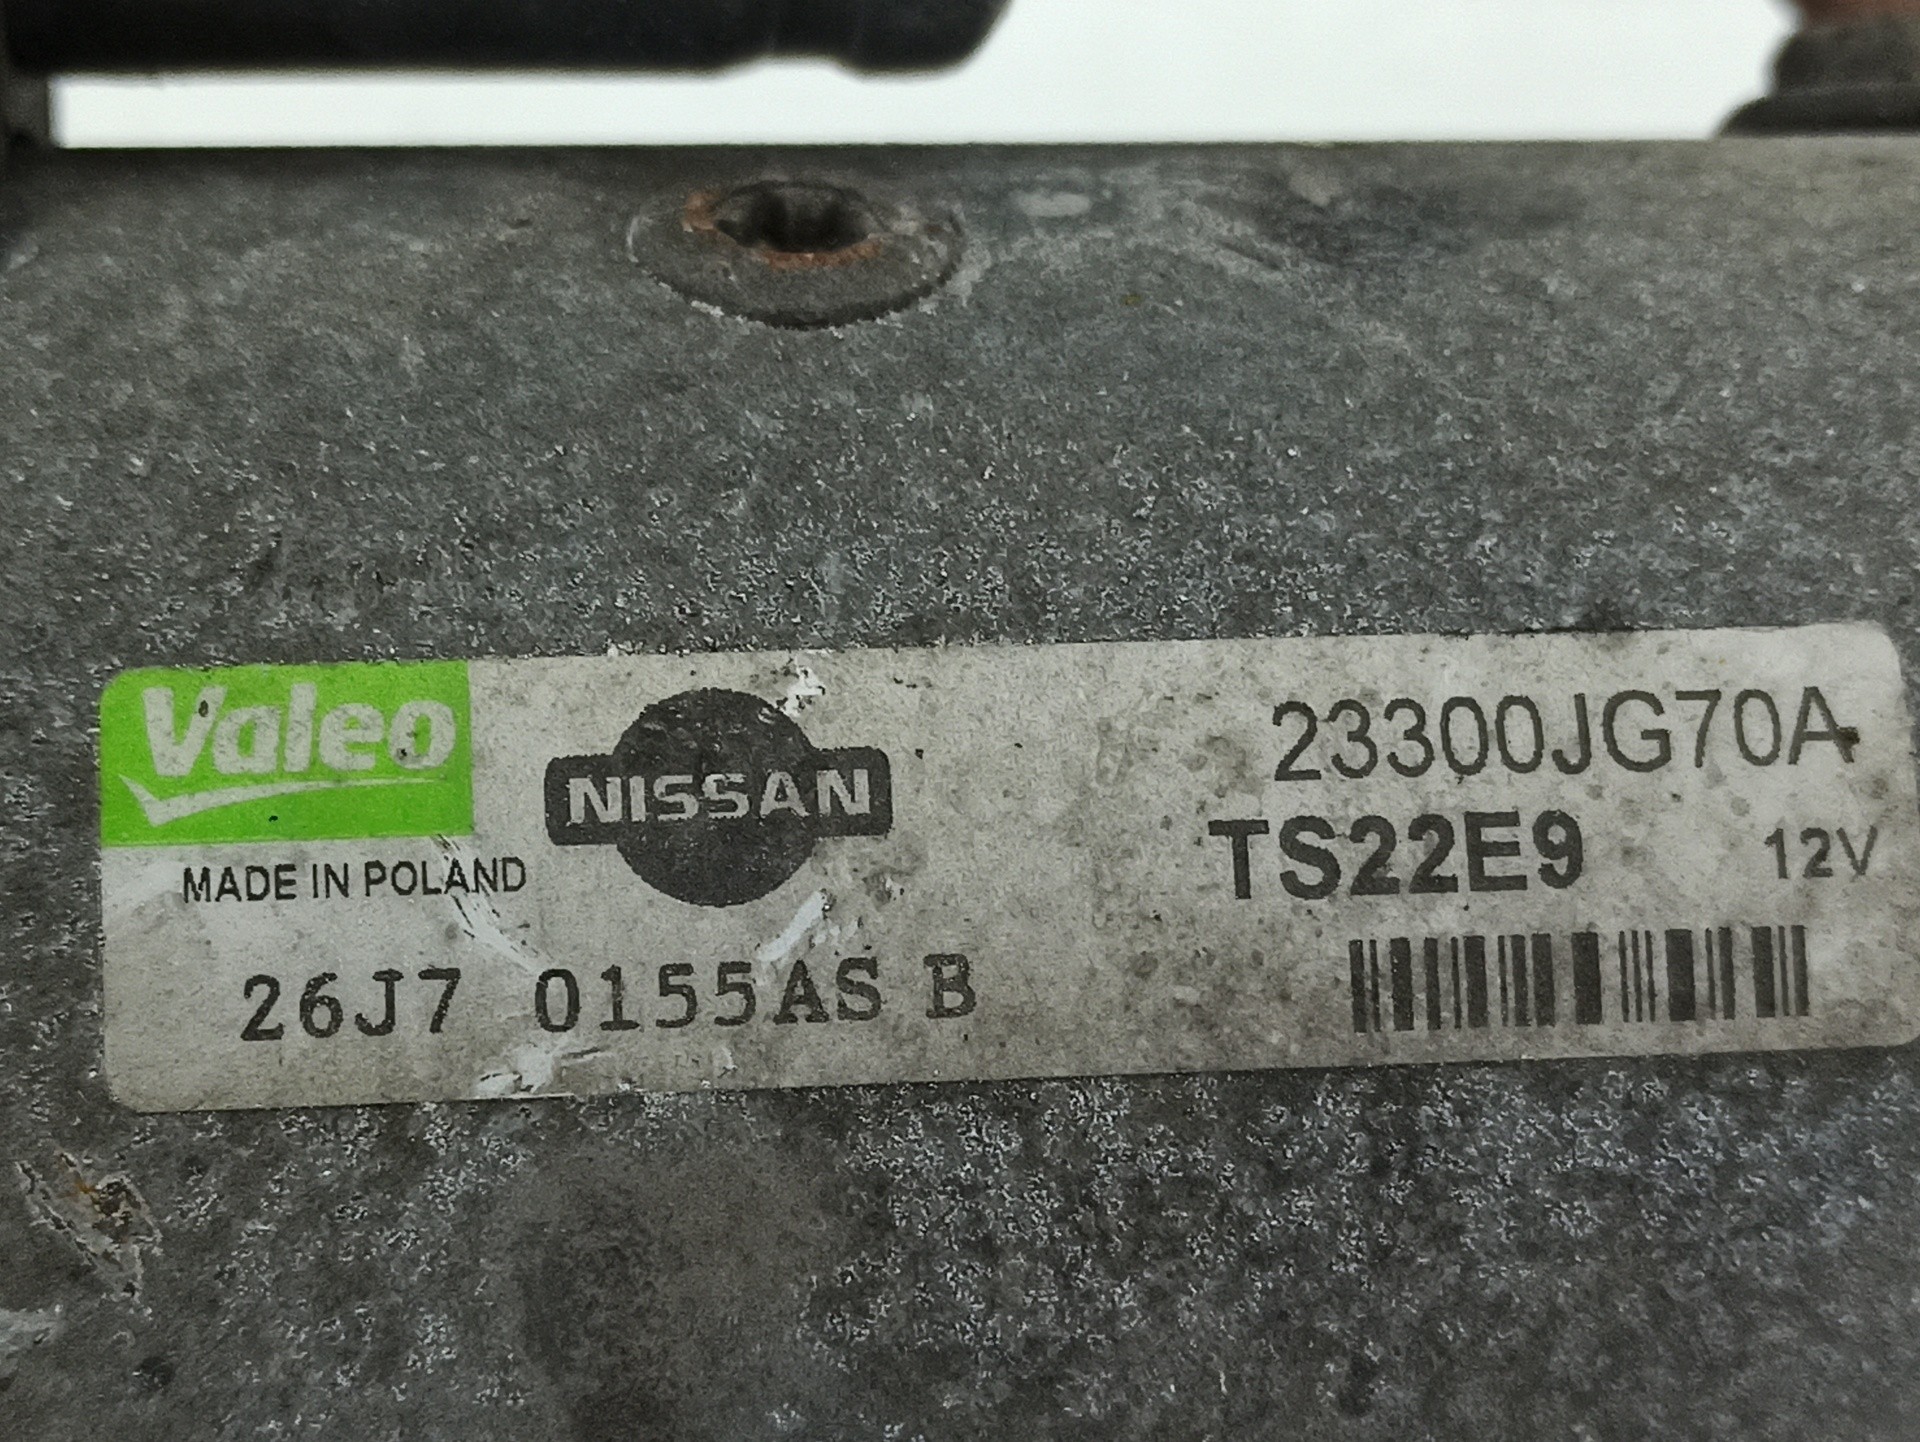 Valeo
NISSAN
23300JG70A
TS22E9 12V
MADE IN POLAND
26J7 0155AS B